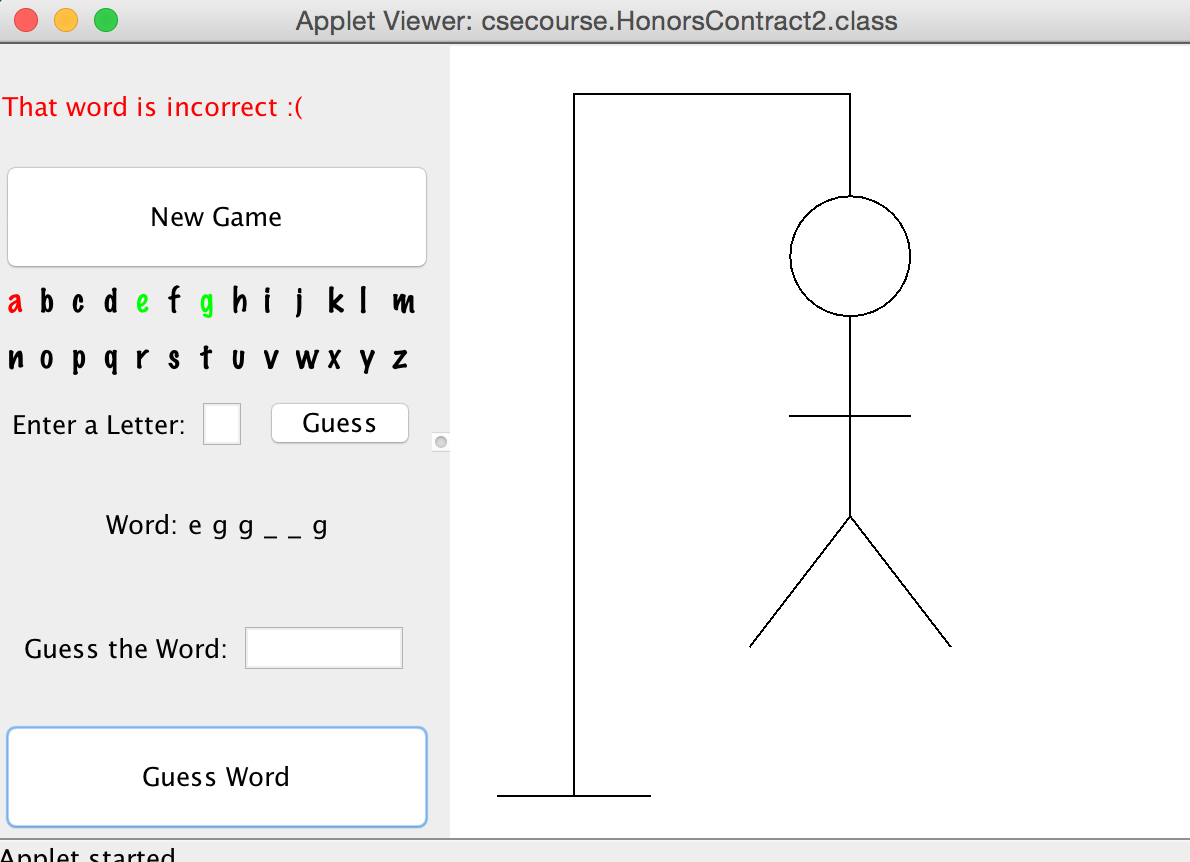 Applet Viewer: csecourse.HonorsContract2.class
That word is incorrect :(
New Game
a b c d e f g h i j k l m
n o p q r s t u v w x y z
Enter a Letter: Guess
Word: e g g _ _ g
Guess the Word:
Guess Word
Applet started